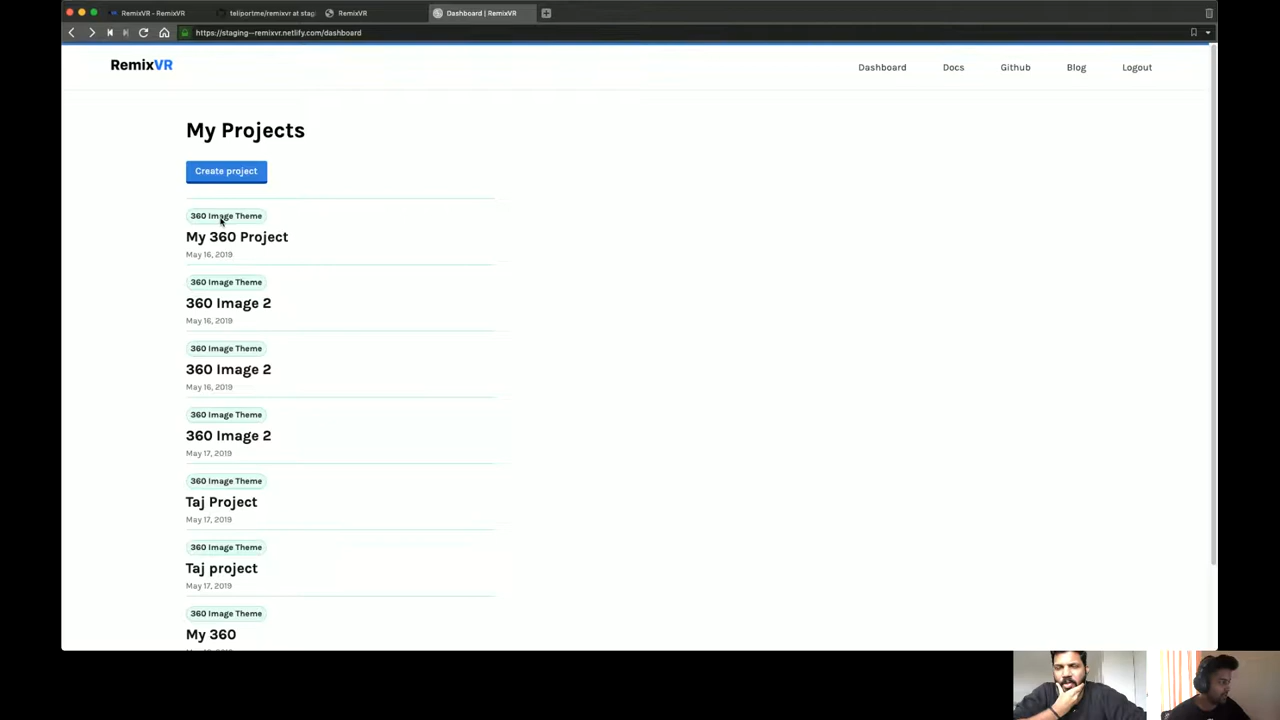 RemixVR - RemixVR
teliportme/remixvr at stag
RemixVR
Dashboard | RemixVR
https://staging--remixvr.netlify.com/dashboard
RemixVR
Dashboard
Docs
Github
Blog
Logout
My Projects
Create project
360 Image Theme
My 360 Project
May 16, 2019
360 Image Theme
360 Image 2
May 16, 2019
360 Image Theme
360 Image 2
May 16, 2019
360 Image Theme
360 Image 2
May 17, 2019
360 Image Theme
Taj Project
May 17, 2019
360 Image Theme
Taj project
May 17, 2019
360 Image Theme
My 360